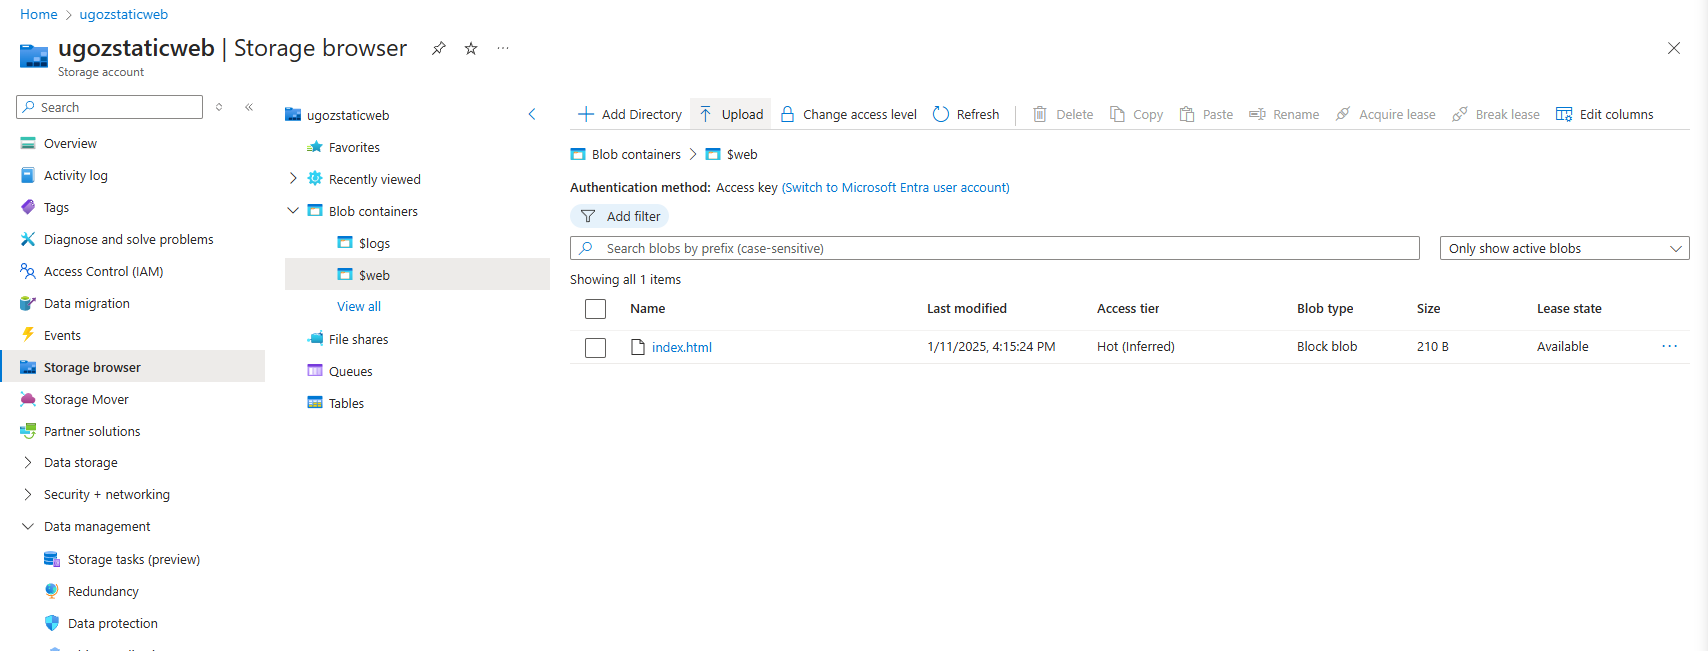 Home > ugozstaticweb
ugozstaticweb | Storage browser
Storage account
Search
Overview
Activity log
Tags
Diagnose and solve problems
Access Control (IAM)
Data migration
Events
Storage browser
Storage Mover
Partner solutions
Data storage
Security + networking
Data management
Storage tasks (preview)
Redundancy
Data protection
ugozstaticweb
Favorites
Recently viewed
Blob containers
$logs
$web
View all
File shares
Queues
Tables
Add Directory Upload Change access level Refresh Delete Copy Paste Rename Acquire lease Break lease Edit columns
Blob containers > $web
Authentication method: Access key (Switch to Microsoft Entra user account)
Add filter
Search blobs by prefix (case-sensitive) Only show active blobs
Showing all 1 items
Name Last modified Access tier Blob type Size Lease state
index.html 1/11/2025, 4:15:24 PM Hot (Inferred) Block blob 210 B Available